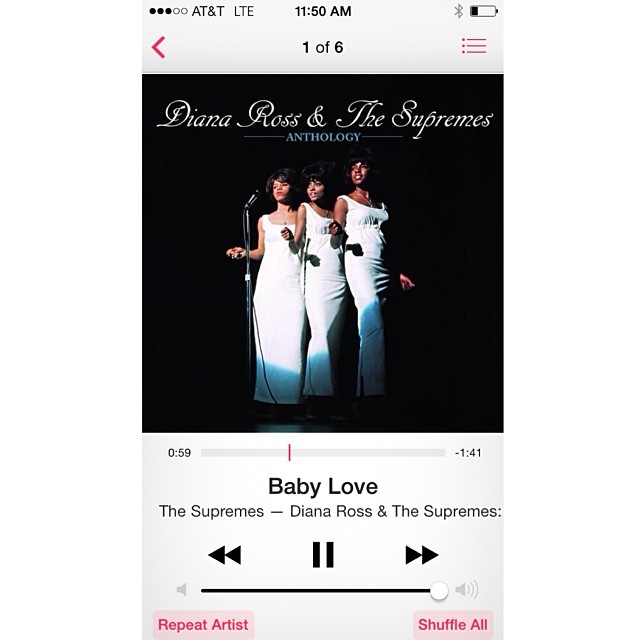 AT&T LTE 11:50 AM
1 of 6
Diana Ross & The Supremes
ANTHOLOGY
0:59 -1:41
Baby Love
The Supremes — Diana Ross & The Supremes:
Repeat Artist Shuffle All